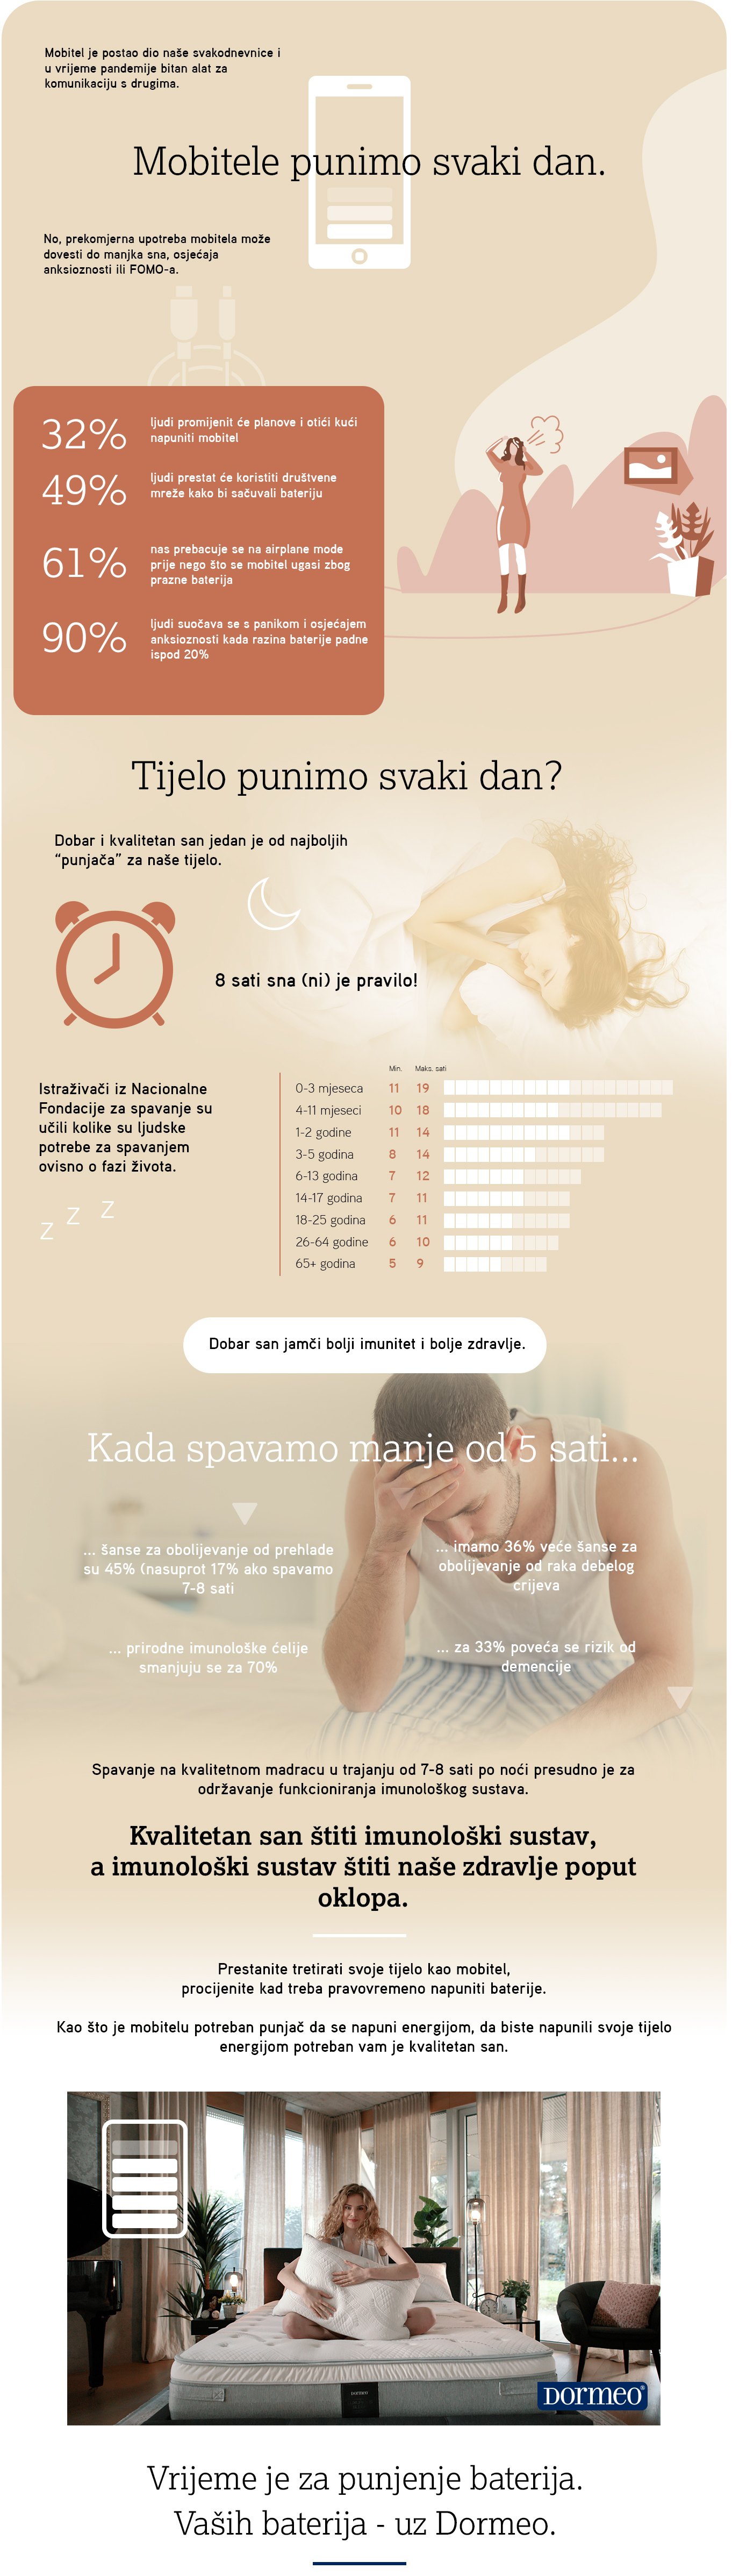 Mobitel je postao dio naše svakodnevnice i
u vrijeme pandemije bitan alat za
komunikaciju s drugima.
Mobitele punimo svaki dan.
No, prekomjerna upotreba mobitela može
dovesti do manjka sna, osjećaja
anksioznosti ili FOMO-a.
32%
ljudi promijenit će planove i otići kući
napuniti mobitel
49%
ljudi prestat će koristiti društvene
mreže kako bi sačuvali bateriju
61%
nas prebacuje se na airplane mode
prije nego što se mobitel ugasi zbog
prazne baterija
90%
ljudi suočava se s panikom i osjećajem
anksioznosti kada razina baterije padne
ispod 20%
Tijelo punimo svaki dan?
Dobar i kvalitetan san jedan je od najboljih
“punjača” za naše tijelo.
8 sati sna (ni) je pravilo!
Istraživači iz Nacionalne
Fondacije za spavanje su
učili koliko su ljudske
potrebe za spavanjem
ovisno o fazi života.
Z Z Z
Min. Maks. sati
0-3 mjeseca 11 19
4-11 mjeseci 10 18
1-2 godine 11 14
3-5 godina 8 14
6-13 godina 7 12
14-17 godina 7 11
18-25 godina 6 11
26-64 godine 6 10
65+ godina 5 9
Dobar san jamči bolji imunitet i bolje zdravlje.
Kada spavamo manje od 5 sati...
... šanse za obolijevanje od prehlade
su 45% (nasuprot 17% ako spavamo
7-8 sati
... imamo 36% veće šanse za
obolijevanje od raka debelog
crijeva
... prirodne imunološke ćelije
smanjuju se za 70%
... za 33% poveća se rizik od
demencije
Spavanje na kvalitetnom madracu u trajanju od 7-8 sati po noći presudno je za
održavanje funkcioniranja imunološkog sustava.
Kvalitetan san štiti imunološki sustav,
a imunološki sustav štiti naše zdravlje poput
oklopa.
Prestanite tretirati svoje tijelo kao mobitel,
procijenite kad treba pravovremeno napuniti baterije.
Kao što je mobitelu potreban punjač da se napuni energijom, da biste napunili svoje tijelo
energijom potreban vam je kvalitetan san.
DORMEO
DORMEO®
Vrijeme je za punjenje baterija.
Vaših baterija - uz Dormeo.